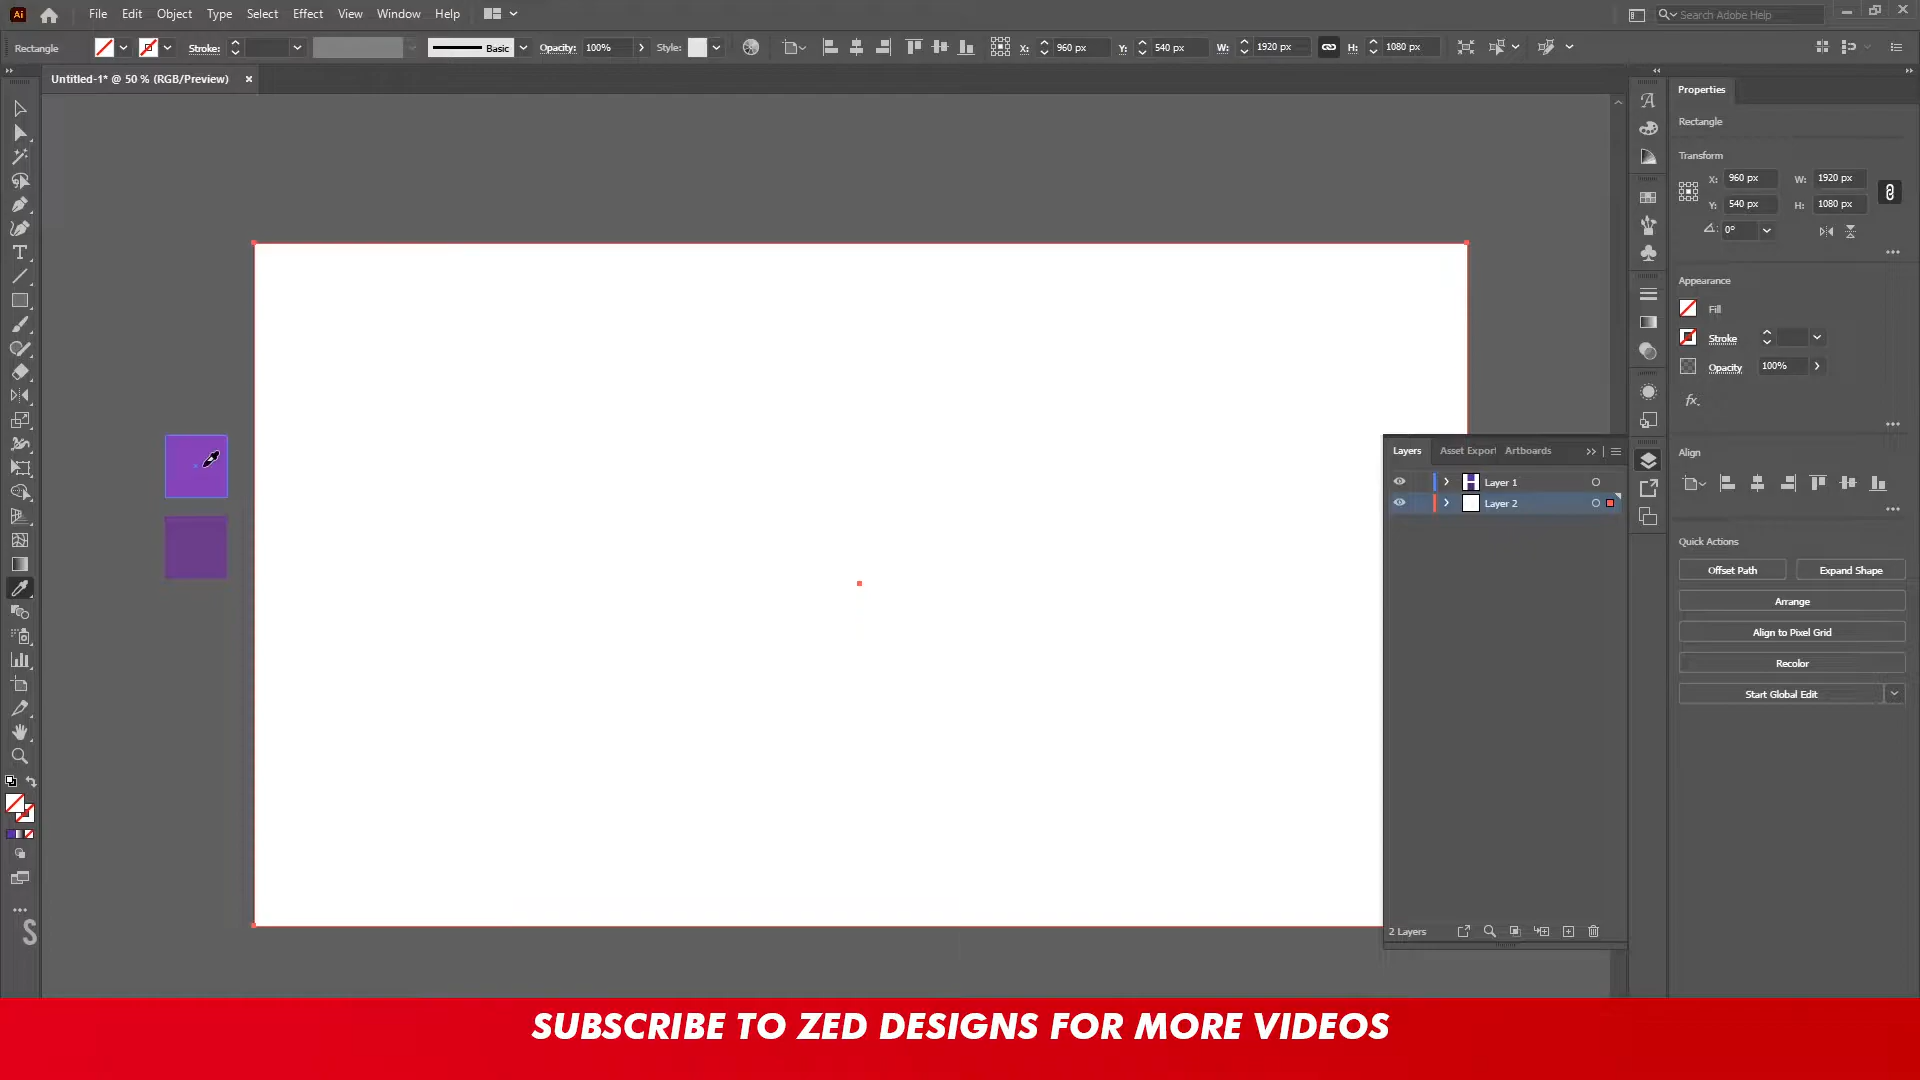 Ai File Edit Object Type Select Effect View Window Help Search Adobe Help
Rectangle Stroke: Basic Opacity: 100% Style: X: 960 px Y: 540 px W: 1920 px H: 1080 px
Untitled-1* @ 50 % (RGB/Preview)
Properties
Rectangle
Transform
X: 960 px W: 1920 px
Y: 540 px H: 1080 px
0°
Appearance
Fill
Stroke
Opacity 100%
fx.
Align
Quick Actions
Offset Path Expand Shape
Arrange
Align to Pixel Grid
Recolor
Start Global Edit
Layers Asset Export Artboards
Layer 1
Layer 2
2 Layers
S
SUBSCRIBE TO ZED DESIGNS FOR MORE VIDEOS